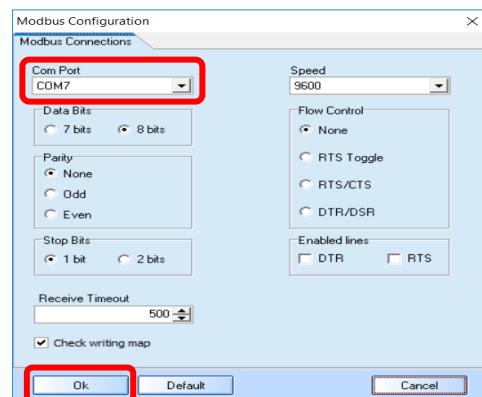 Modbus Configuration
Modbus Connections
Com Port
COM7
Speed
9600
Data Bits
7 bits 8 bits
Flow Control
None
RTS Toggle
RTS/CTS
DTR/DSR
Parity
None
Odd
Even
Stop Bits
1 bit 2 bits
Enabled lines
DTR RTS
Receive Timeout
500
Check writing map
Ok Default Cancel